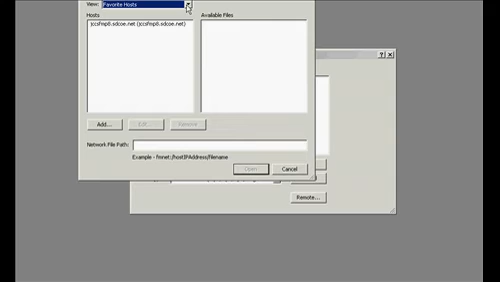 View: Favorite Hosts
Hosts
Available Files
jccsfmp8.sdcoe.net (jccsfmp8.sdcoe.net)
Add...
Edit...
Remove
Network File Path:
Example - fmnet:/hostIPAddress/filename
Open
Cancel
Remote...